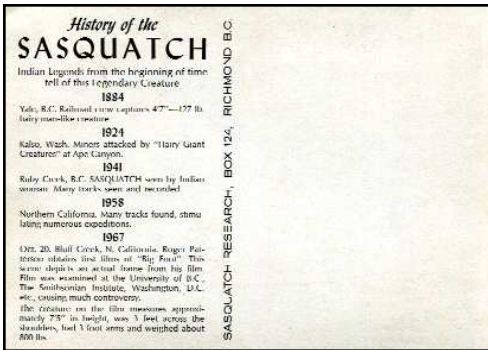 History of the
SASQUATCH
Indian Legends from the beginning of time
tell of this Legendary Creature
1884
Yale, B.C. Railroad crew captures 4'7"—127 lb.
hairy man-like creature
1924
Kalso, Wash. Miners attacked by "Hairy Giant
Creatures" at Ape Canyon.
1941
Ruby Creek, B.C. SASQUATCH seen by Indian
woman. Many tracks seen and recorded
1958
Northern California. Many tracks found, stimu-
lating numerous expeditions.
1967
Oct. 20. Bluff Creek, N. California. Roger Pat-
terson obtains first films of "Big Foot". This
scene depicts an actual frame from his film.
Film was examined at the University of B.C.,
The Smithsonian Institute, Washington, D.C.
etc., causing much controversy.
The creature on the film measures approxi-
mately 7'5" in height, was 3 feet across the
shoulders, had 3 foot arms and weighed about
800 lbs.
SASQUATCH RESEARCH, BOX 124, RICHMOND B.C.